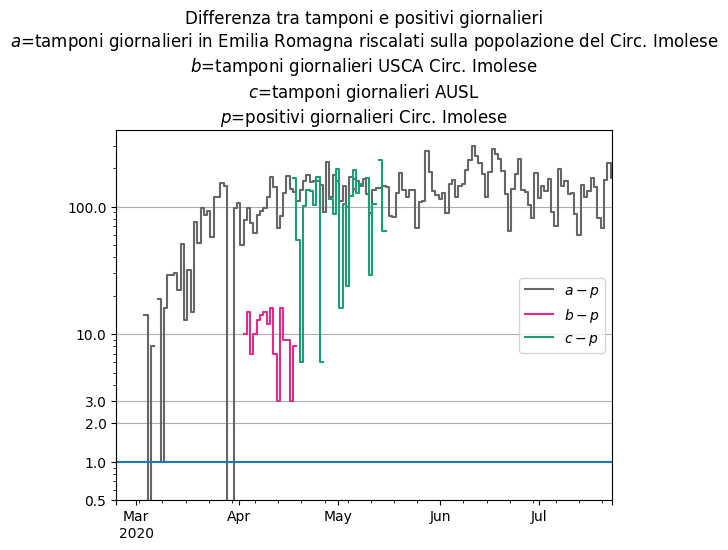 Differenza tra tamponi e positivi giornalieri
a=tamponi giornalieri in Emilia Romagna riscalati sulla popolazione del Circ. Imolese
b=tamponi giornalieri USCA Circ. Imolese
c=tamponi giornalieri AUSL
p=positivi giornalieri Circ. Imolese
100.0
10.0
3.0
2.0
1.0
0.5
a − p
b − p
c − p
Mar Apr May Jun Jul
2020